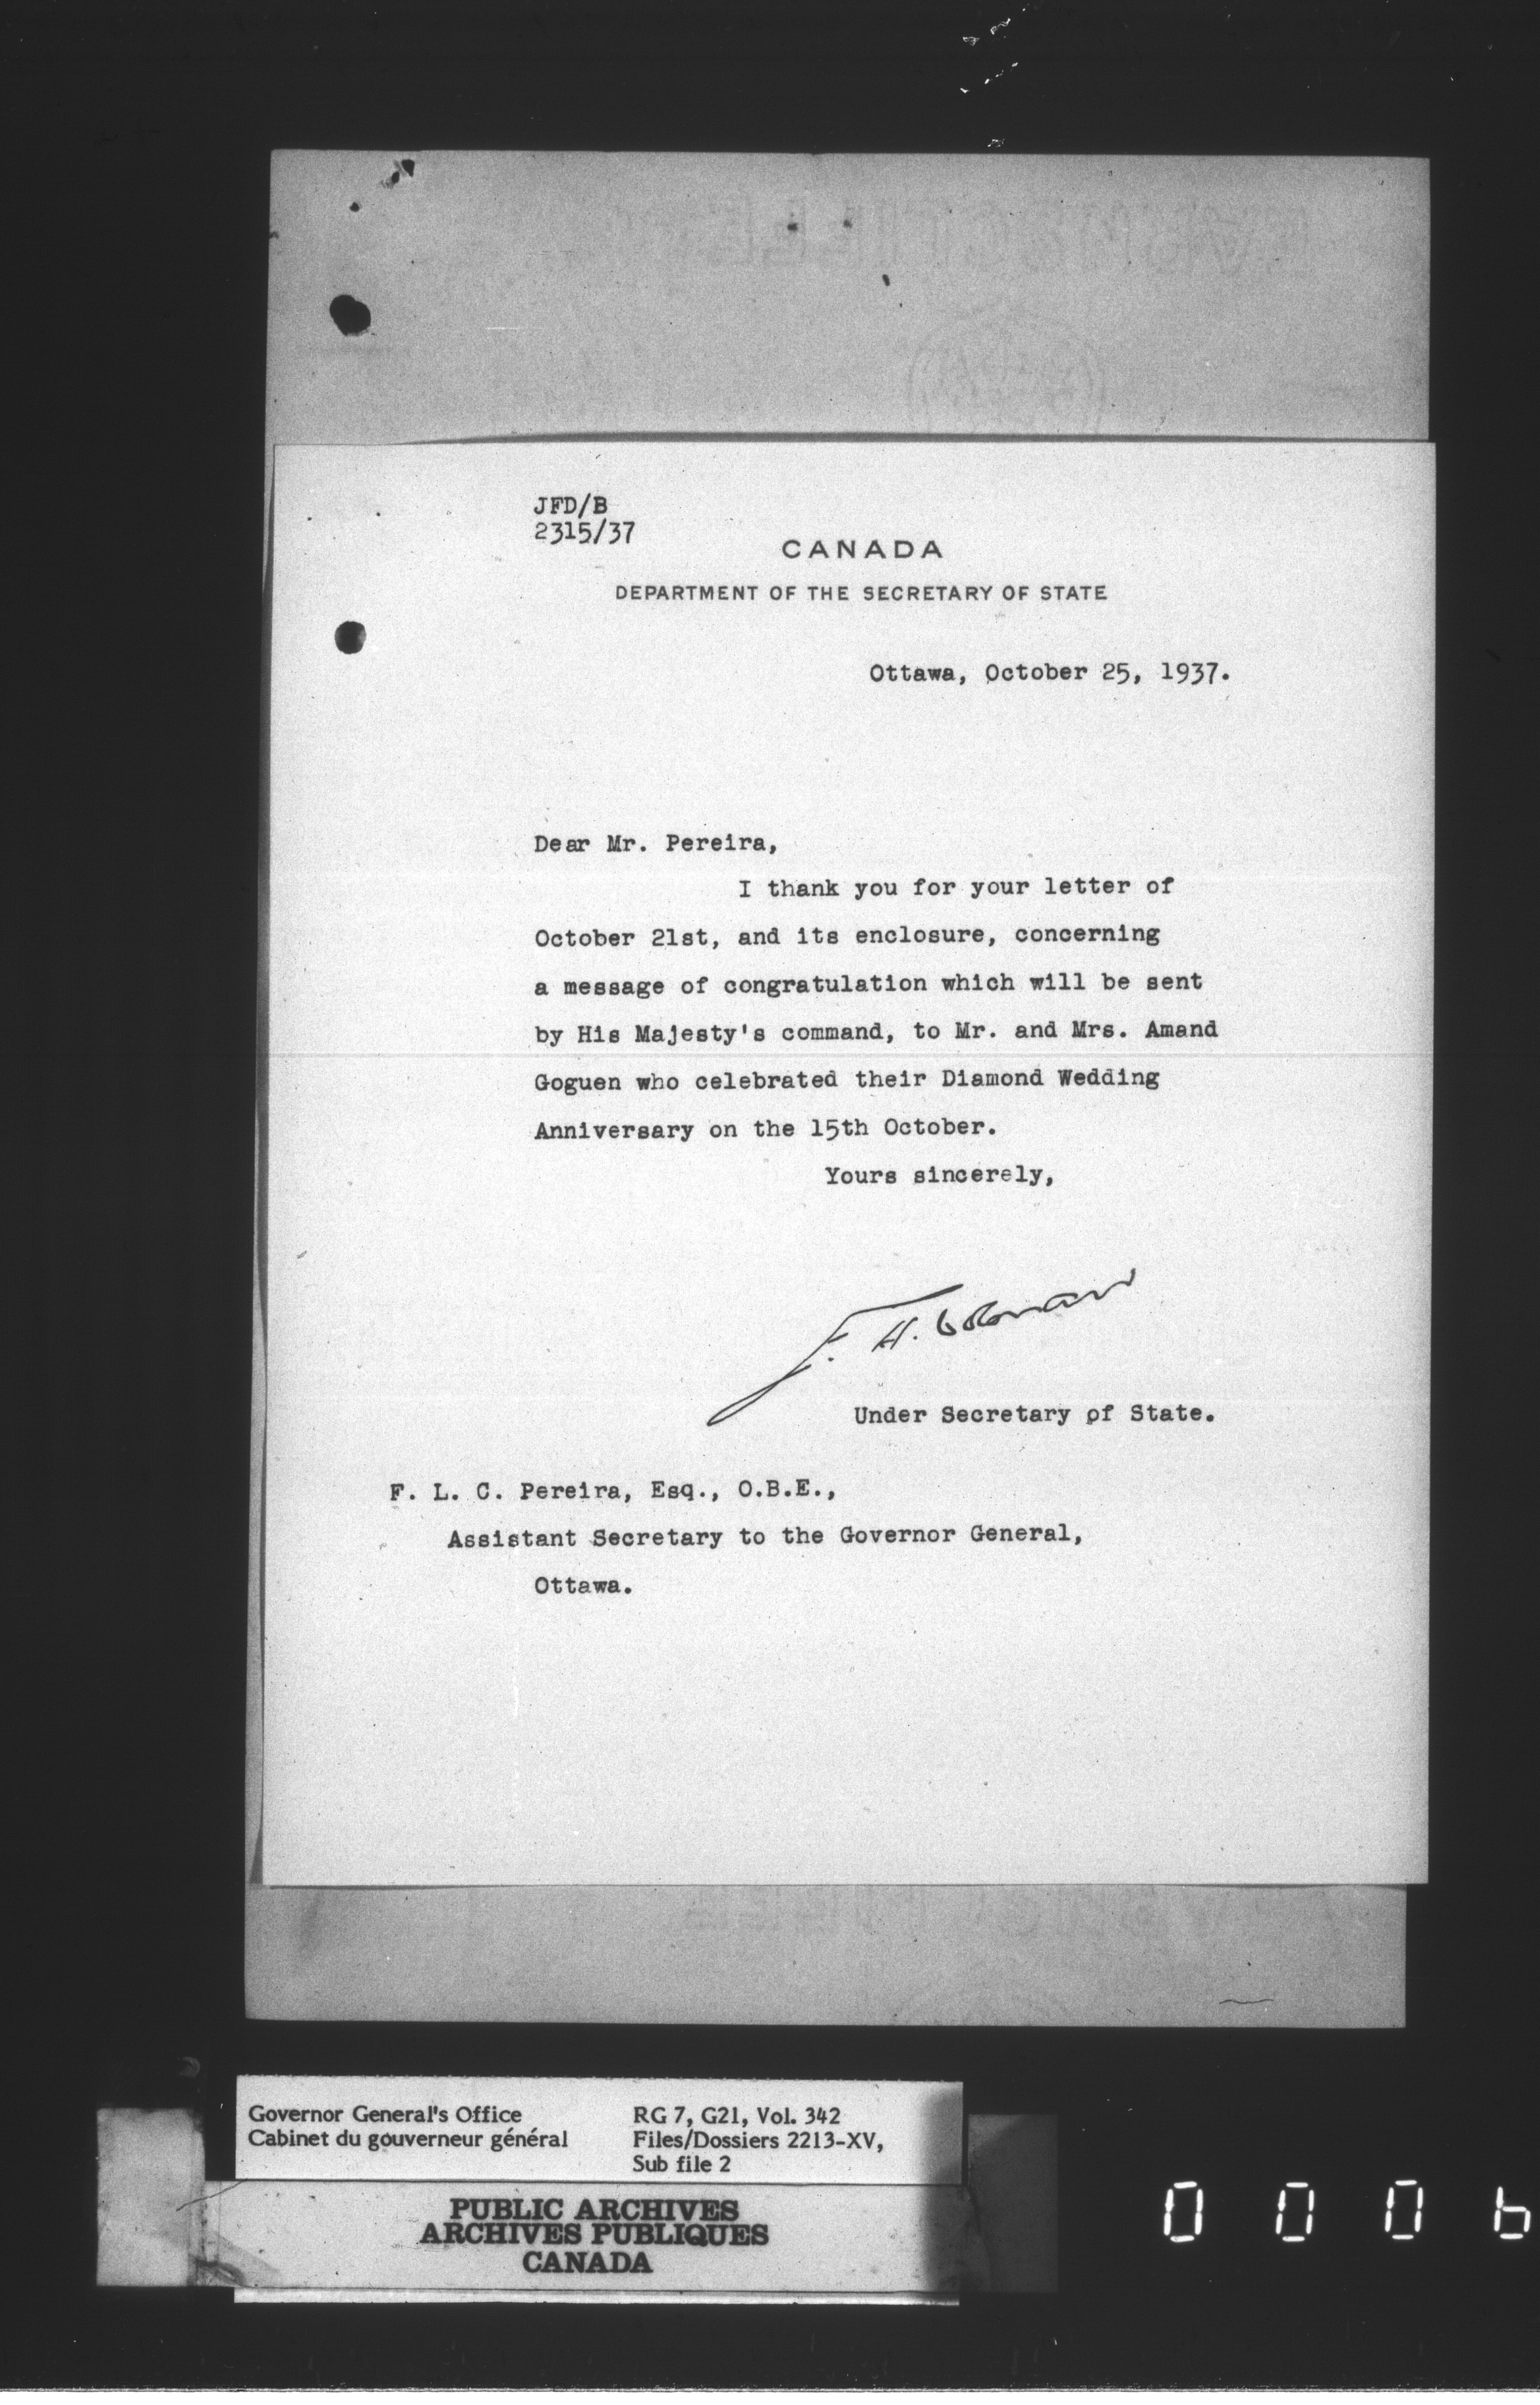 JFD/B
2315/37
CANADA
DEPARTMENT OF THE SECRETARY OF STATE
Ottawa, October 25, 1937.
Dear Mr. Pereira,
I thank you for your letter of
October 21st, and its enclosure, concerning
a message of congratulation which will be sent
by His Majesty's command, to Mr. and Mrs. Amand
Goguen who celebrated their Diamond Wedding
Anniversary on the 15th October.
Yours sincerely,
Under Secretary of State.
F. L. C. Pereira, Esq., O.B.E.,
Assistant Secretary to the Governor General,
Ottawa.
Governor General's Office
Cabinet du gouverneur général
RG 7, G21, Vol. 342
Files/Dossiers 2213-XV,
Sub file 2
PUBLIC ARCHIVES
ARCHIVES PUBLIQUES
CANADA